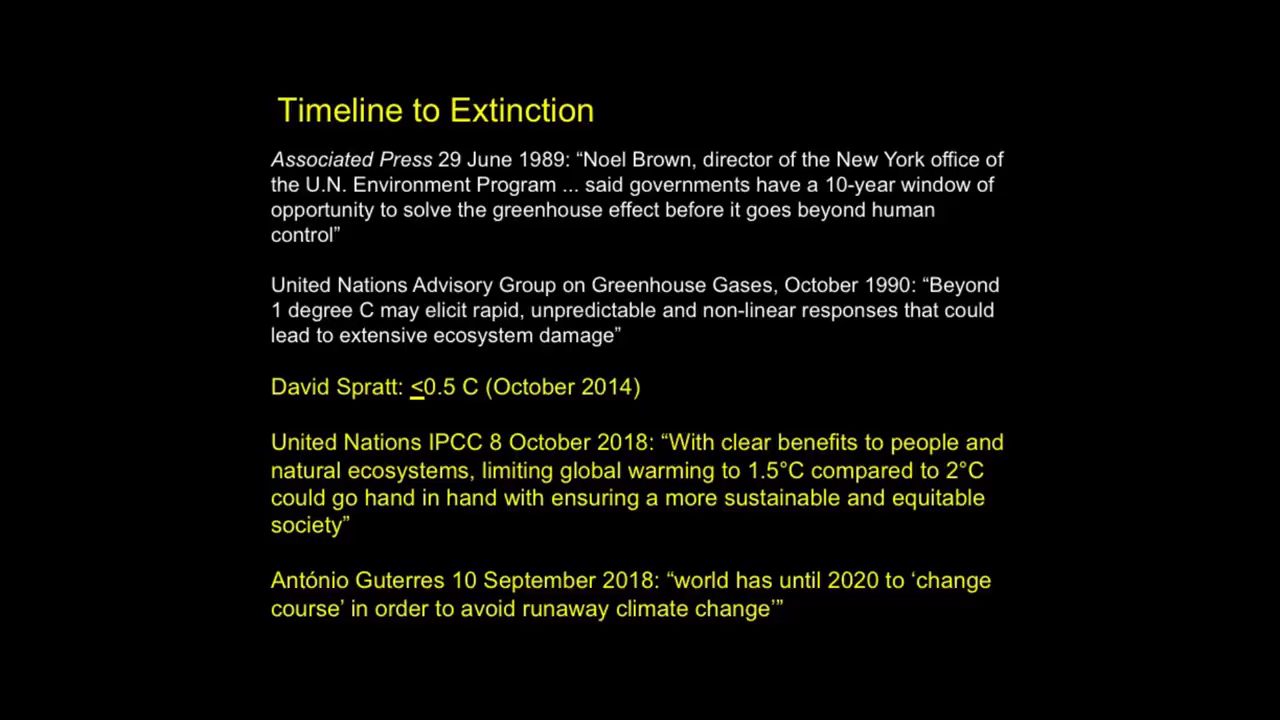 Timeline to Extinction
Associated Press 29 June 1989: “Noel Brown, director of the New York office of
the U.N. Environment Program ... said governments have a 10-year window of
opportunity to solve the greenhouse effect before it goes beyond human
control”
United Nations Advisory Group on Greenhouse Gases, October 1990: “Beyond
1 degree C may elicit rapid, unpredictable and non-linear responses that could
lead to extensive ecosystem damage”
David Spratt: <0.5 C (October 2014)
United Nations IPCC 8 October 2018: “With clear benefits to people and
natural ecosystems, limiting global warming to 1.5°C compared to 2°C
could go hand in hand with ensuring a more sustainable and equitable
society”
António Guterres 10 September 2018: “world has until 2020 to ‘change
course’ in order to avoid runaway climate change’”